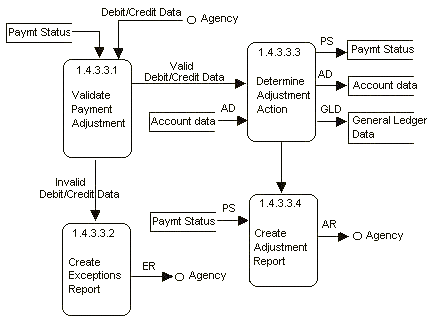 Debit/Credit Data
Agency
Paymt Status
1.4.3.3.1
Validate
Payment
Adjustment
Valid
Debit/Credit Data
1.4.3.3.3
Determine
Adjustment
Action
PS
Paymt Status
AD
Account data
GLD
General Ledger
Data
AD
Account data
Invalid
Debit/Credit Data
1.4.3.3.2
Create
Exceptions
Report
ER
Agency
PS
Paymt Status
1.4.3.3.4
Create
Adjustment
Report
AR
Agency